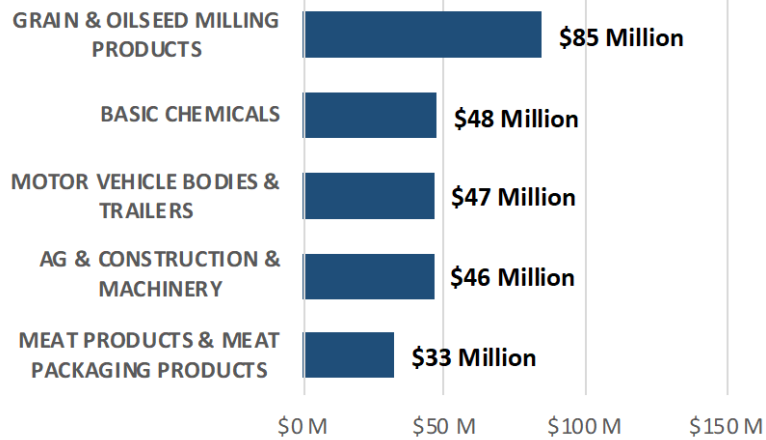 GRAIN & OILSEED MILLING
PRODUCTS
$85 Million
BASIC CHEMICALS
$48 Million
MOTOR VEHICLE BODIES &
TRAILERS
$47 Million
AG & CONSTRUCTION &
MACHINERY
$46 Million
MEAT PRODUCTS & MEAT
PACKAGING PRODUCTS
$33 Million
$0 M $50 M $100 M $150 M